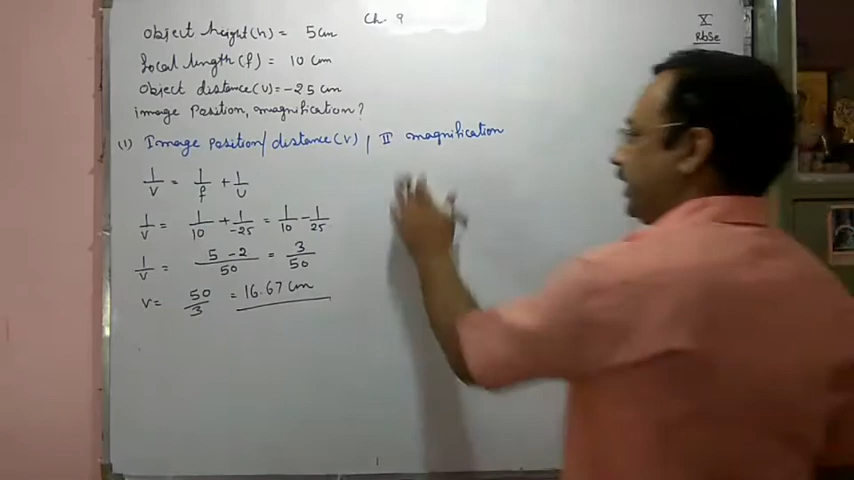 Ch. 9
X
RbSe
object height(h) = 5cm
focal length (f) = 10 cm
object distance(u)= -25 cm
image Position, magnification?
(1) Image Position/distance(v), II magnification
1/v = 1/f + 1/u
1/v = 1/10 + 1/-25 = 1/10 - 1/25
1/v = 5-2/50 = 3/50
v= 50/3 = 16.67 cm